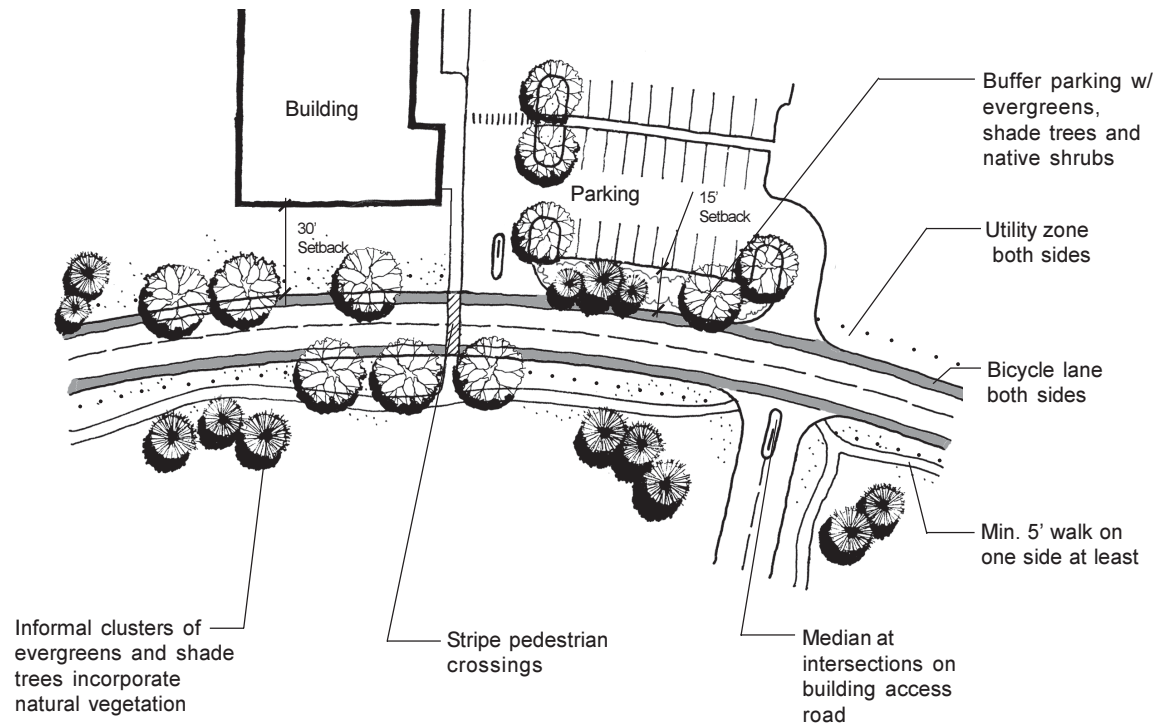 Building
30'
Setback
Parking
15'
Setback
Buffer parking w/
evergreens,
shade trees and
native shrubs
Utility zone
both sides
Bicycle lane
both sides
Min. 5' walk on
one side at least
Informal clusters of
evergreens and shade
trees incorporate
natural vegetation
Stripe pedestrian
crossings
Median at
intersections on
building access
road